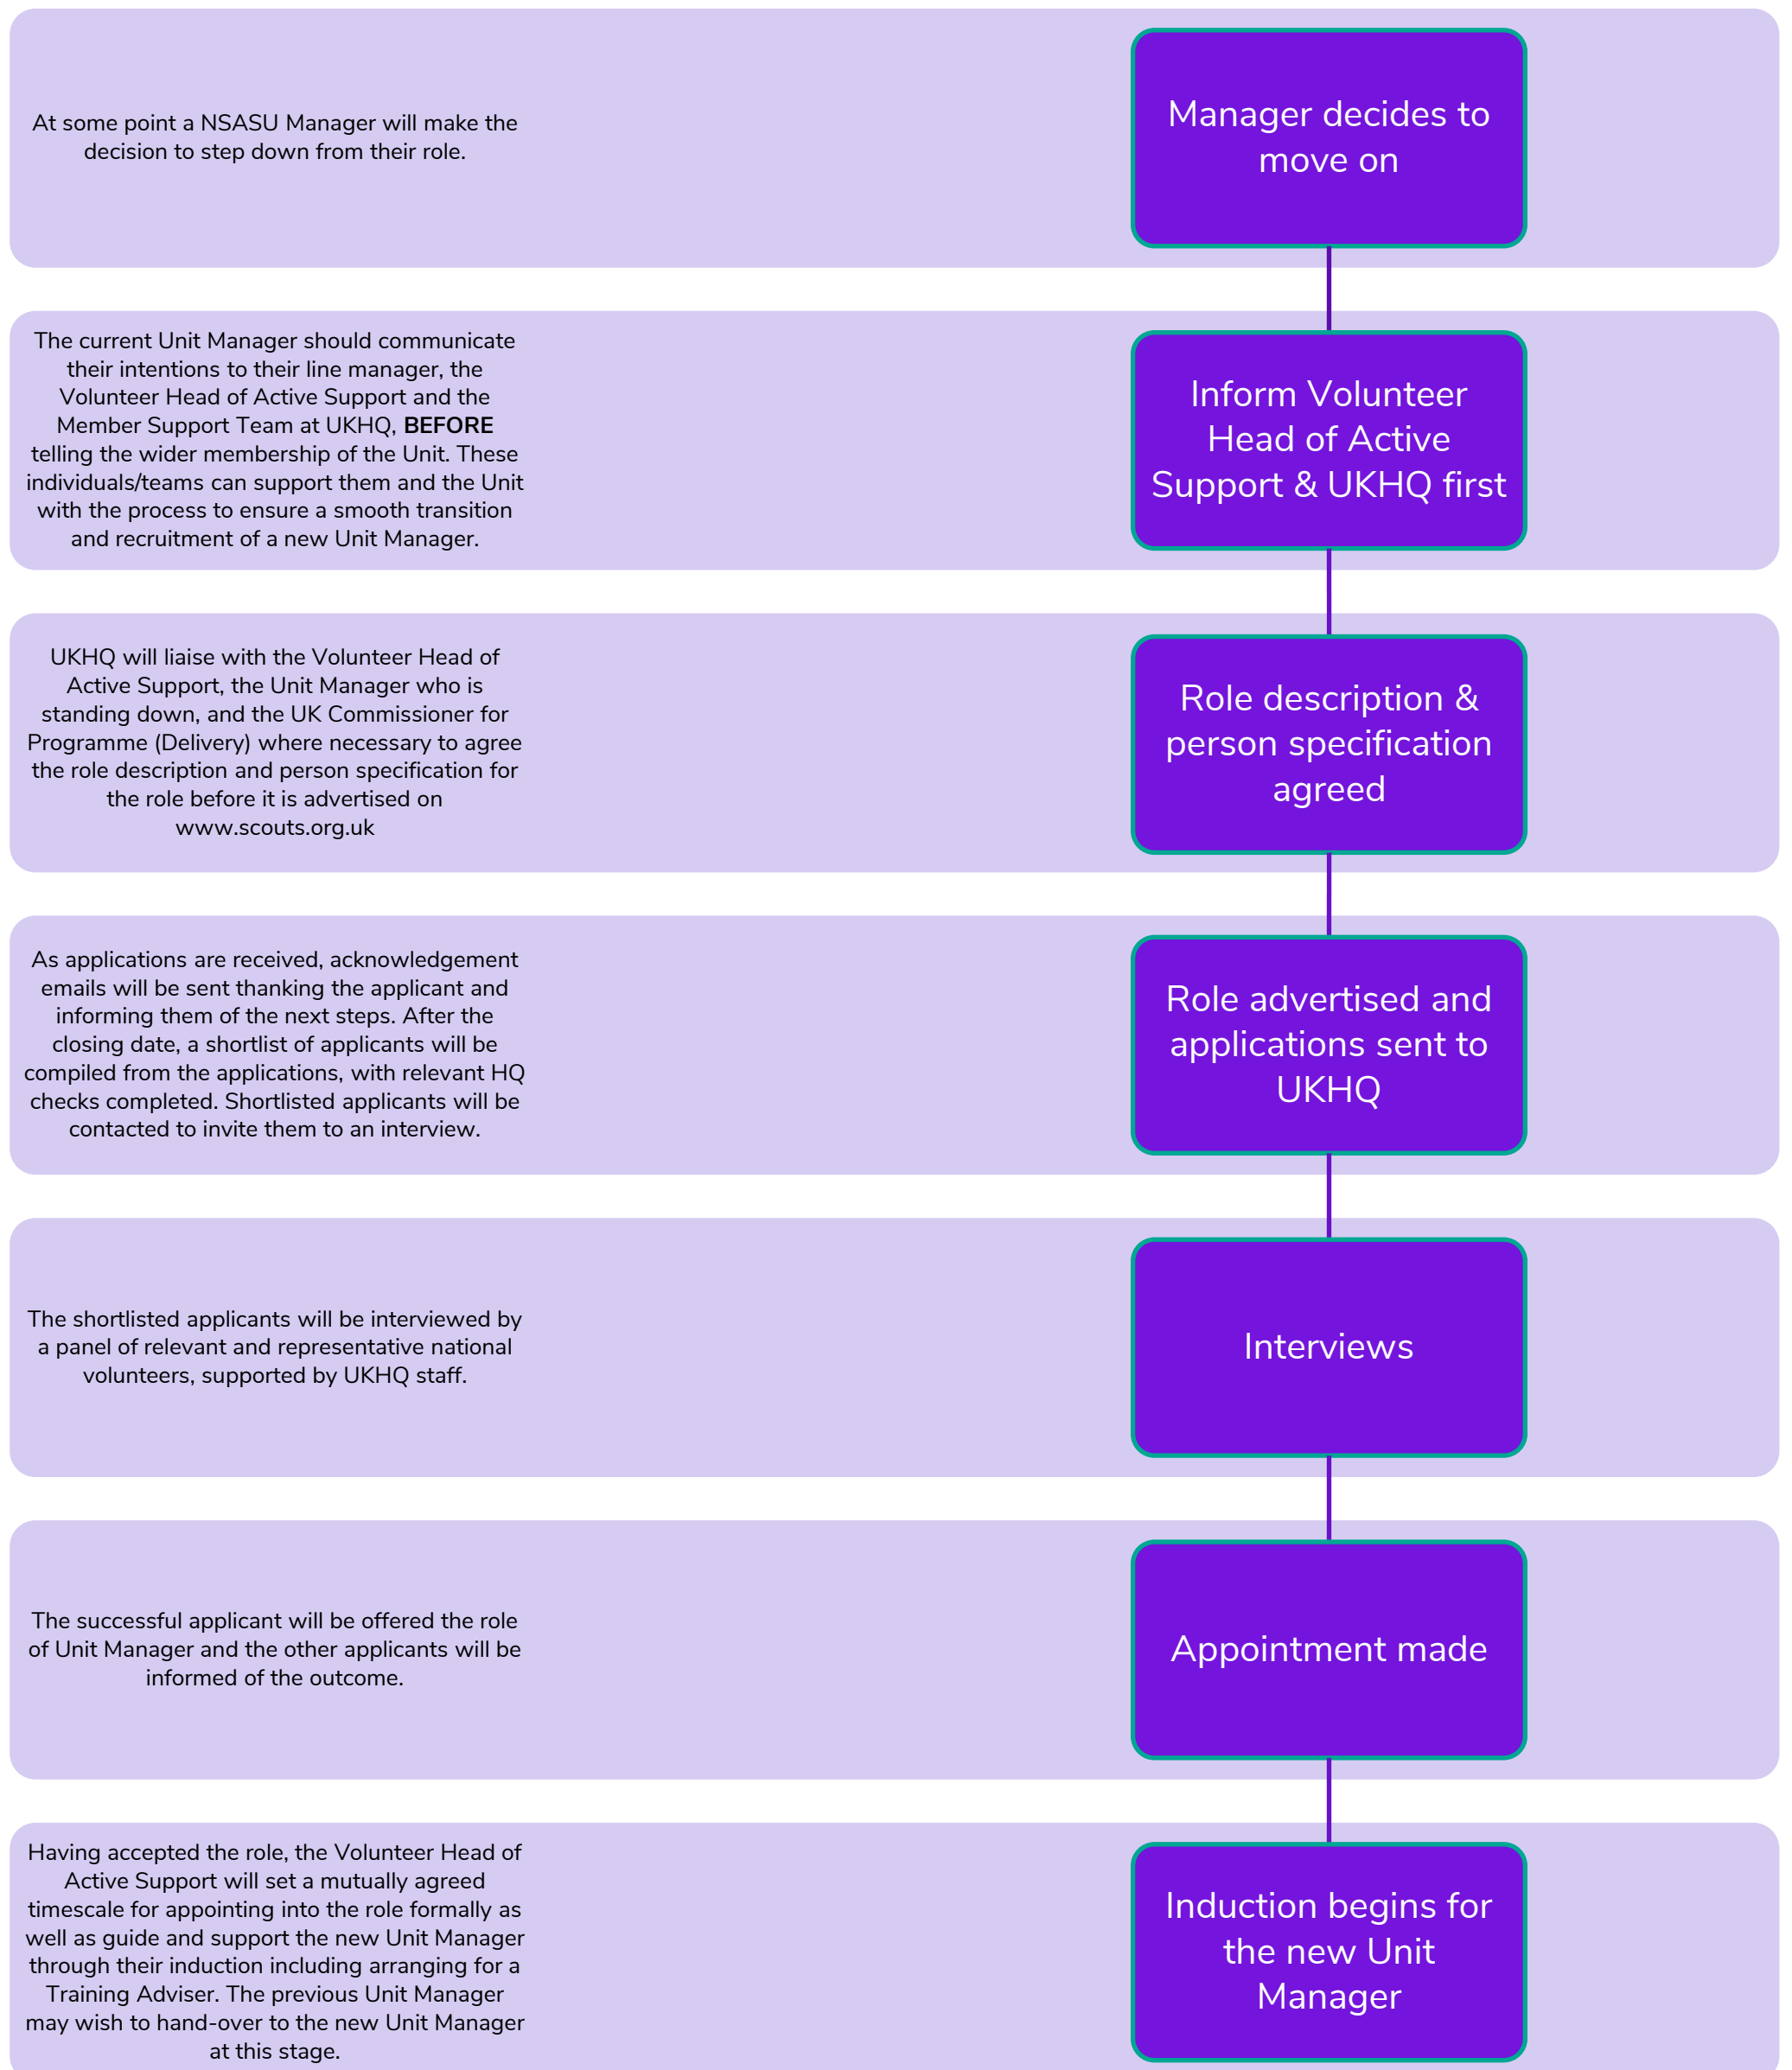 At some point a NSASU Manager will make the
decision to step down from their role.
Manager decides to
move on
The current Unit Manager should communicate
their intentions to their line manager, the
Volunteer Head of Active Support and the
Member Support Team at UKHQ, BEFORE
telling the wider membership of the Unit. These
individuals/teams can support them and the Unit
with the process to ensure a smooth transition
and recruitment of a new Unit Manager.
Inform Volunteer
Head of Active
Support & UKHQ first
UKHQ will liaise with the Volunteer Head of
Active Support, the Unit Manager who is
standing down, and the UK Commissioner for
Programme (Delivery) where necessary to agree
the role description and person specification for
the role before it is advertised on
www.scouts.org.uk
Role description &
person specification
agreed
As applications are received, acknowledgement
emails will be sent thanking the applicant and
informing them of the next steps. After the
closing date, a shortlist of applicants will be
compiled from the applications, with relevant HQ
checks completed. Shortlisted applicants will be
contacted to invite them to an interview.
Role advertised and
applications sent to
UKHQ
The shortlisted applicants will be interviewed by
a panel of relevant and representative national
volunteers, supported by UKHQ staff.
Interviews
The successful applicant will be offered the role
of Unit Manager and the other applicants will be
informed of the outcome.
Appointment made
Having accepted the role, the Volunteer Head of
Active Support will set a mutually agreed
timescale for appointing into the role formally as
well as guide and support the new Unit Manager
through their induction including arranging for a
Training Adviser. The previous Unit Manager
may wish to hand-over to the new Unit Manager
at this stage.
Induction begins for
the new Unit
Manager